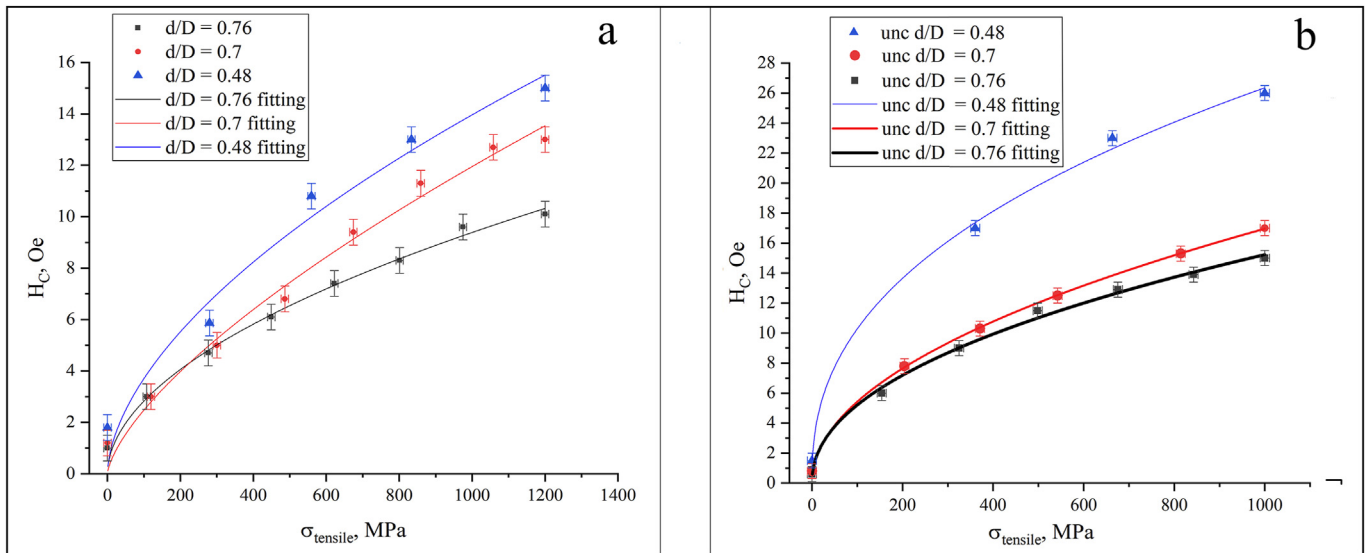 a
d/D = 0.76
d/D = 0.7
d/D = 0.48
d/D = 0.76 fitting
d/D = 0.7 fitting
d/D = 0.48 fitting
16
14
12
10
8
6
4
2
0
H_C, Oe
0 200 400 600 800 1000 1200 1400
σ_tensile, MPa
b
unc d/D = 0.48
unc d/D = 0.7
unc d/D = 0.76
unc d/D = 0.48 fitting
unc d/D = 0.7 fitting
unc d/D = 0.76 fitting
28
26
24
22
20
18
16
14
12
10
8
6
4
2
0
H_C, Oe
0 200 400 600 800 1000
σ_tensile, MPa